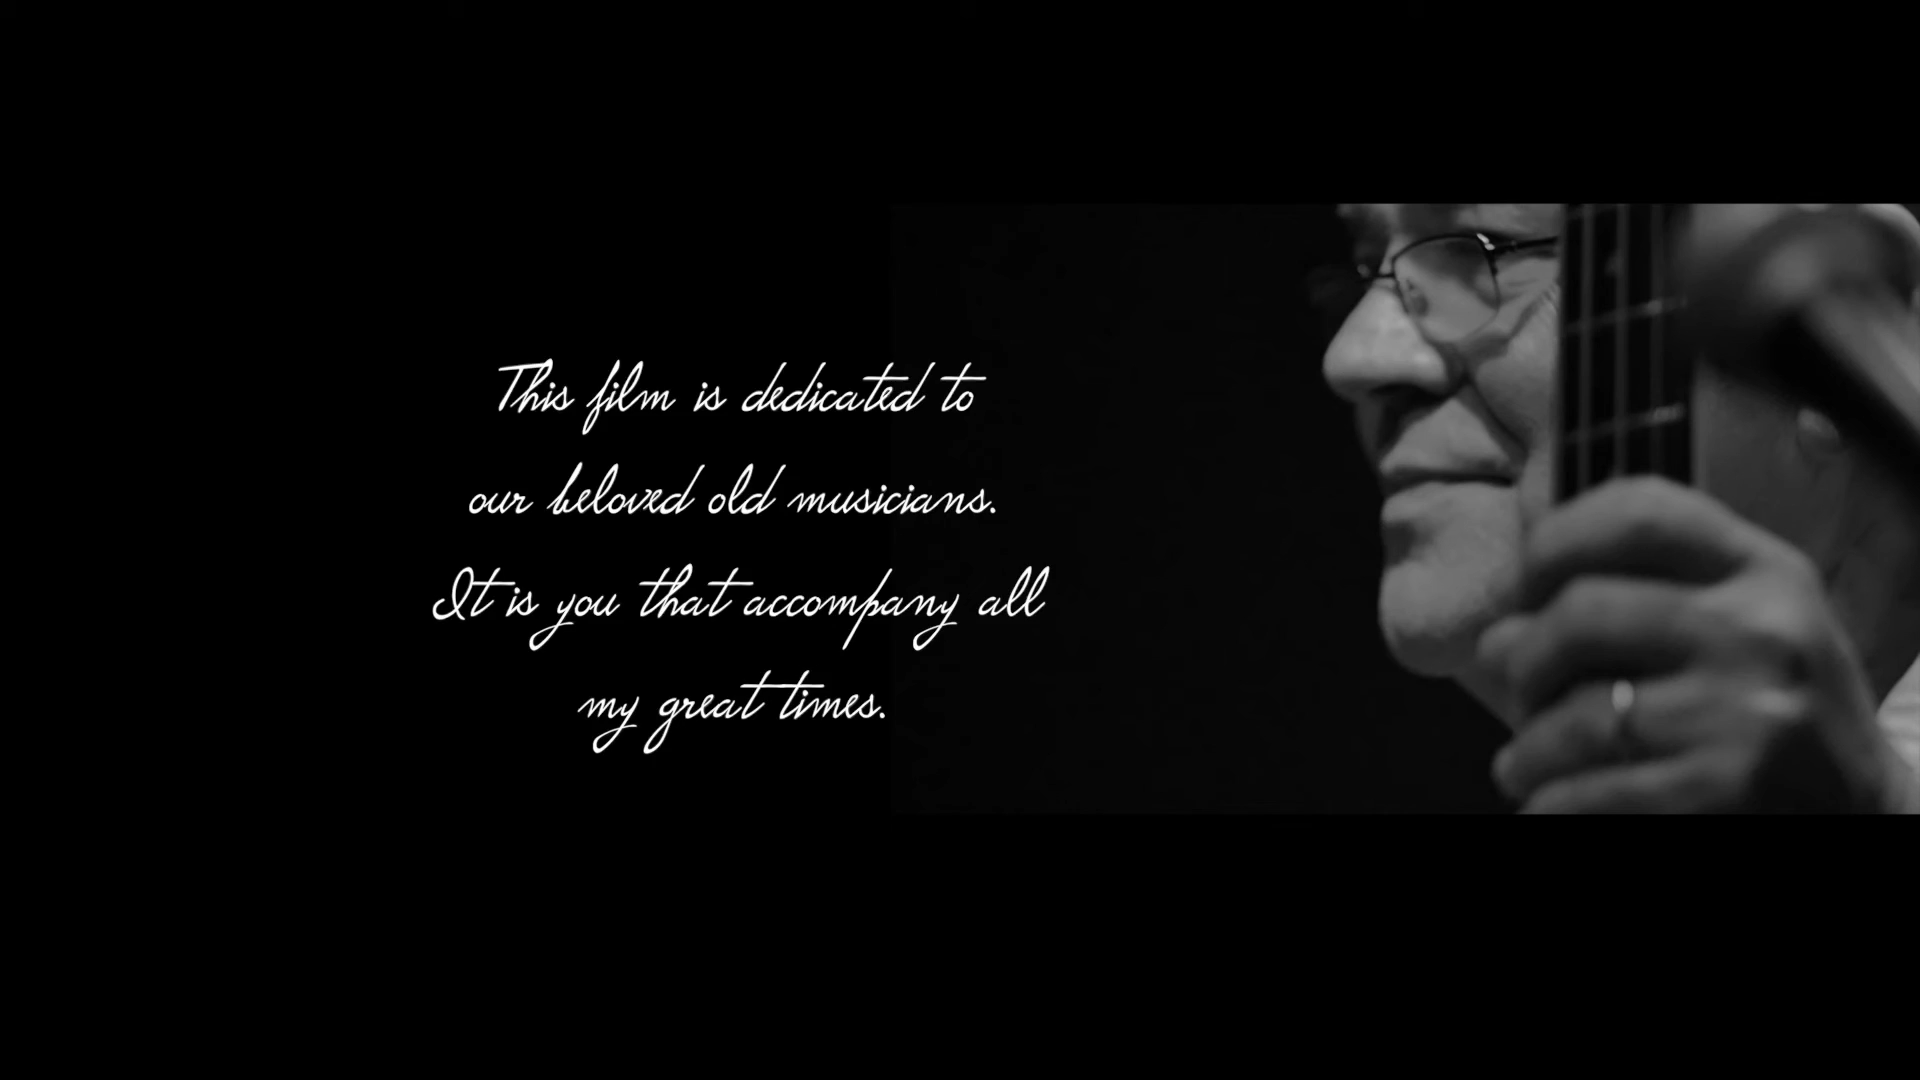 This film is dedicated to
our beloved old musicians.
It is you that accompany all
my great times.